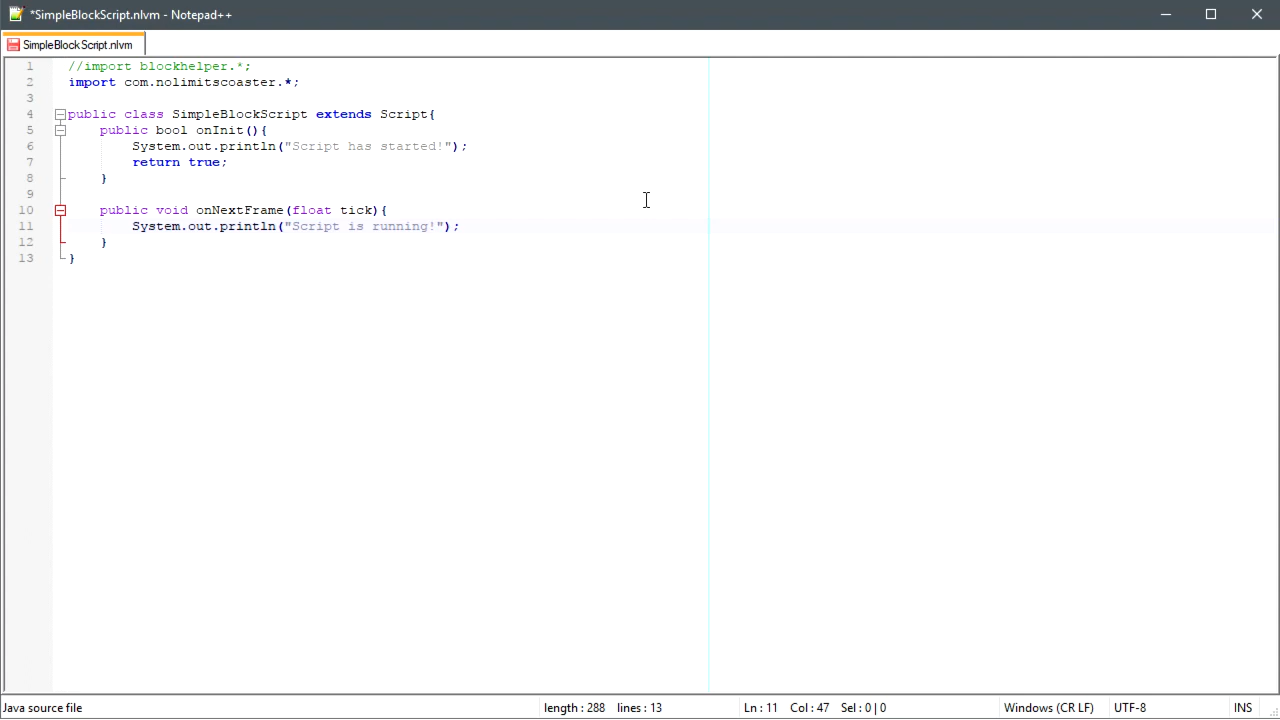 *SimpleBlockScript.nlvm - Notepad++
SimpleBlockScript.nlvm
1 //import blockhelper.*;
2 import com.nolimitscoaster.*;
3
4 public class SimpleBlockScript extends Script{
5 public bool onInit(){
6 System.out.println("Script has started!");
7 return true;
8 }
9
10 public void onNextFrame(float tick){
11 System.out.println("Script is running!");
12 }
13 }
Java source file length : 288 lines : 13 Ln : 11 Col : 47 Sel : 0 | 0 Windows (CR LF) UTF-8 INS